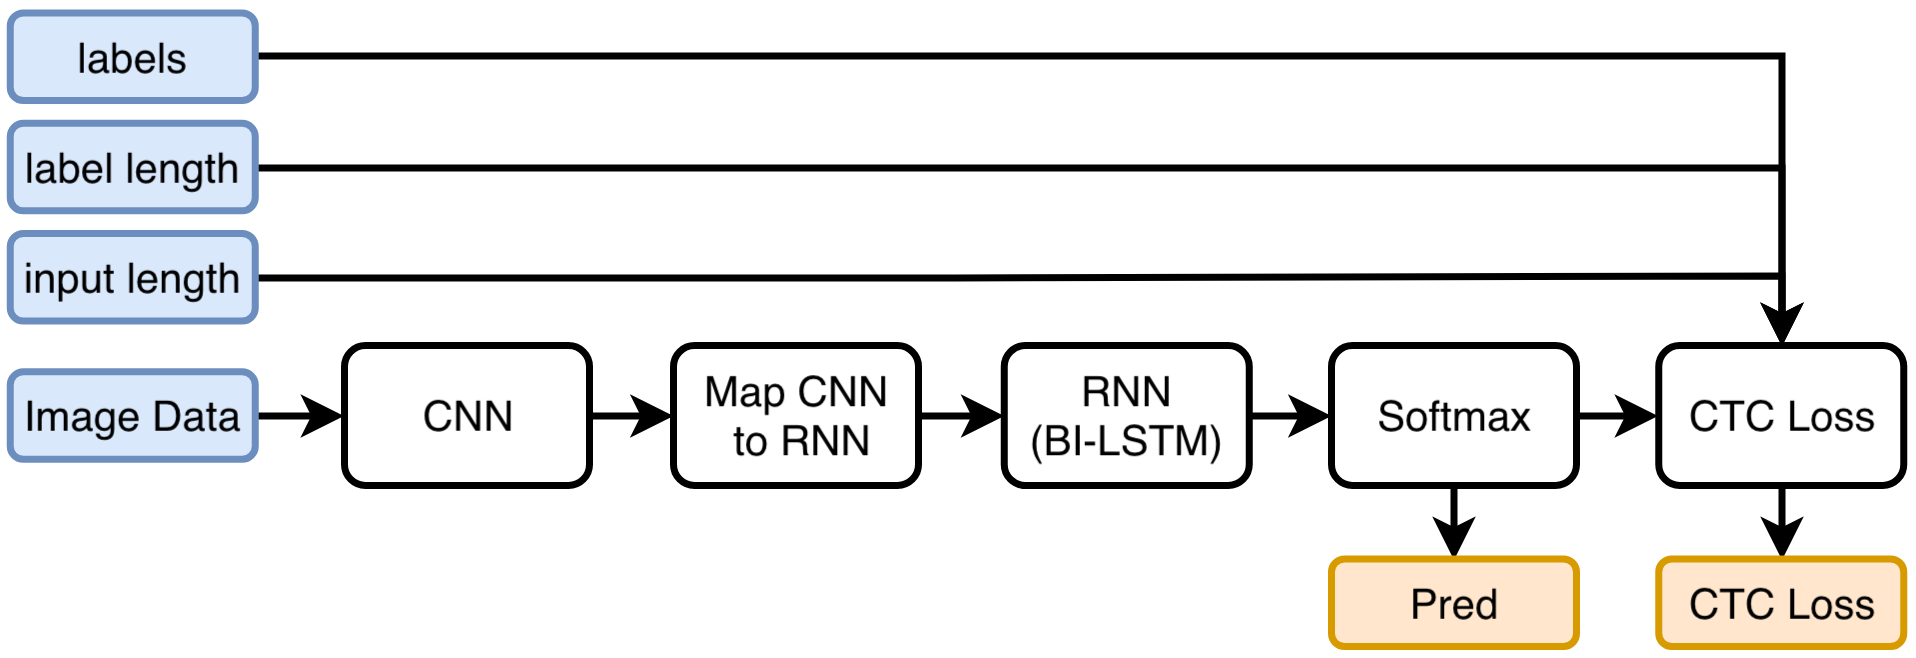 labels
label length
input length
Image Data
CNN
Map CNN
to RNN
RNN
(BI-LSTM)
Softmax
CTC Loss
Pred
CTC Loss